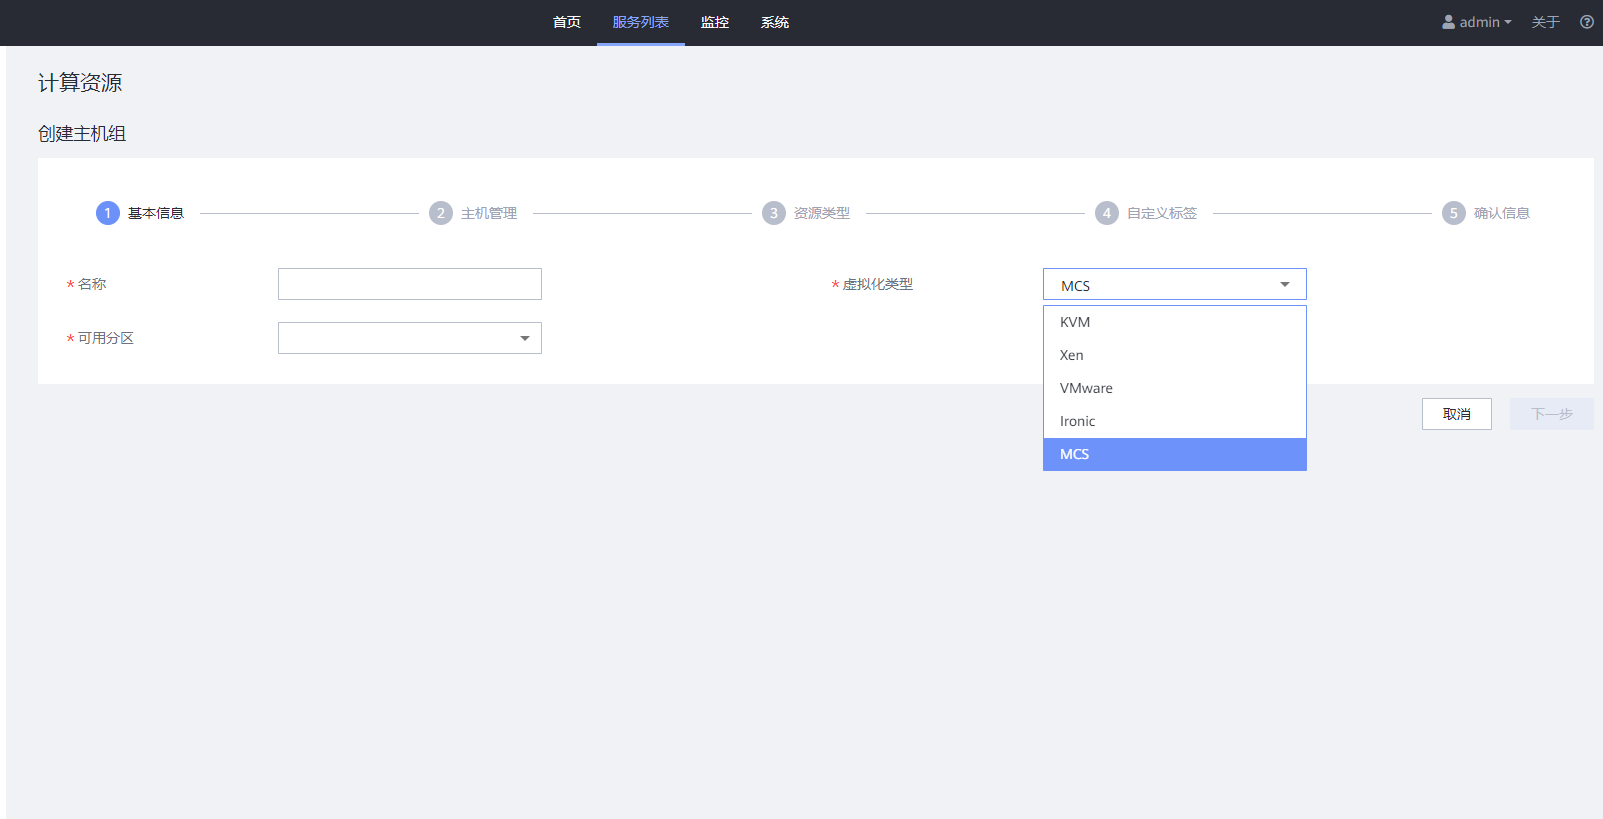 首页 服务列表 监控 系统 admin 关于 ?
计算资源
创建主机组
1 基本信息 2 主机管理 3 资源类型 4 自定义标签 5 确认信息
* 名称
* 虚拟化类型 MCS
* 可用分区
KVM
Xen
VMware
Ironic
MCS
取消 下一步